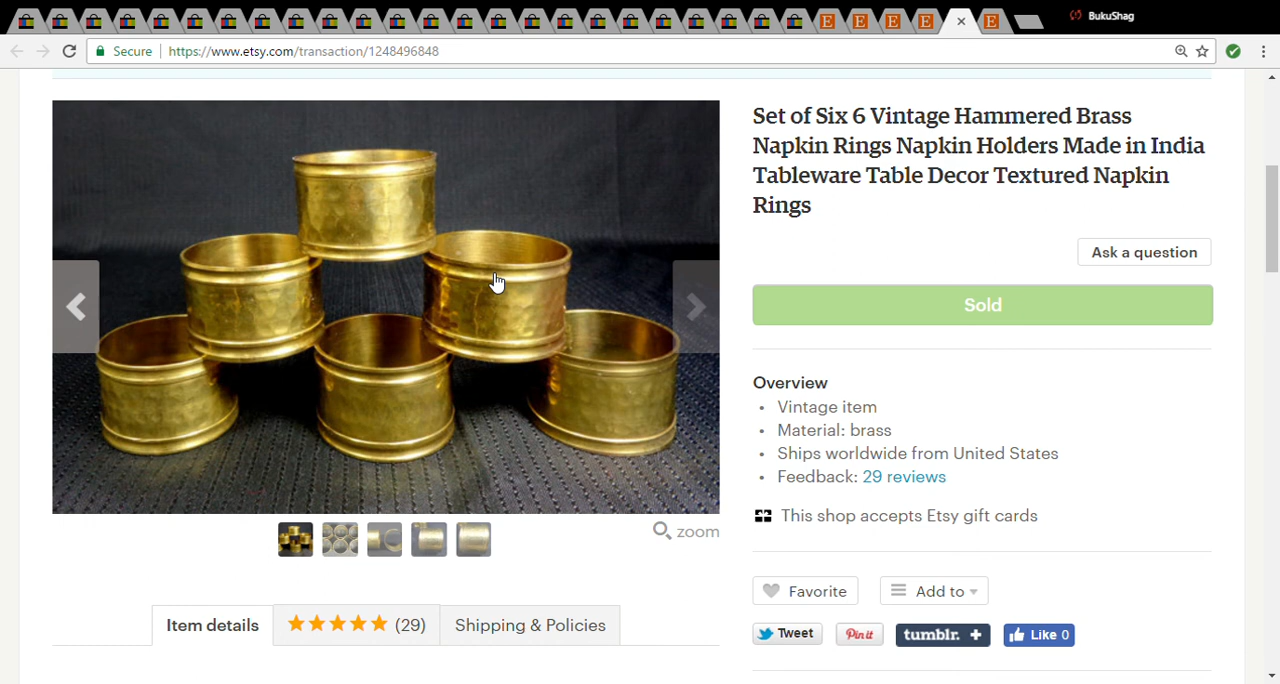 BukuShag
Secure https://www.etsy.com/transaction/1248496848
Set of Six 6 Vintage Hammered Brass
Napkin Rings Napkin Holders Made in India
Tableware Table Decor Textured Napkin
Rings
Ask a question
Sold
Overview
• Vintage item
• Material: brass
• Ships worldwide from United States
• Feedback: 29 reviews
This shop accepts Etsy gift cards
zoom
Favorite Add to
Item details (29) Shipping & Policies
Tweet Pin it tumblr. + Like 0